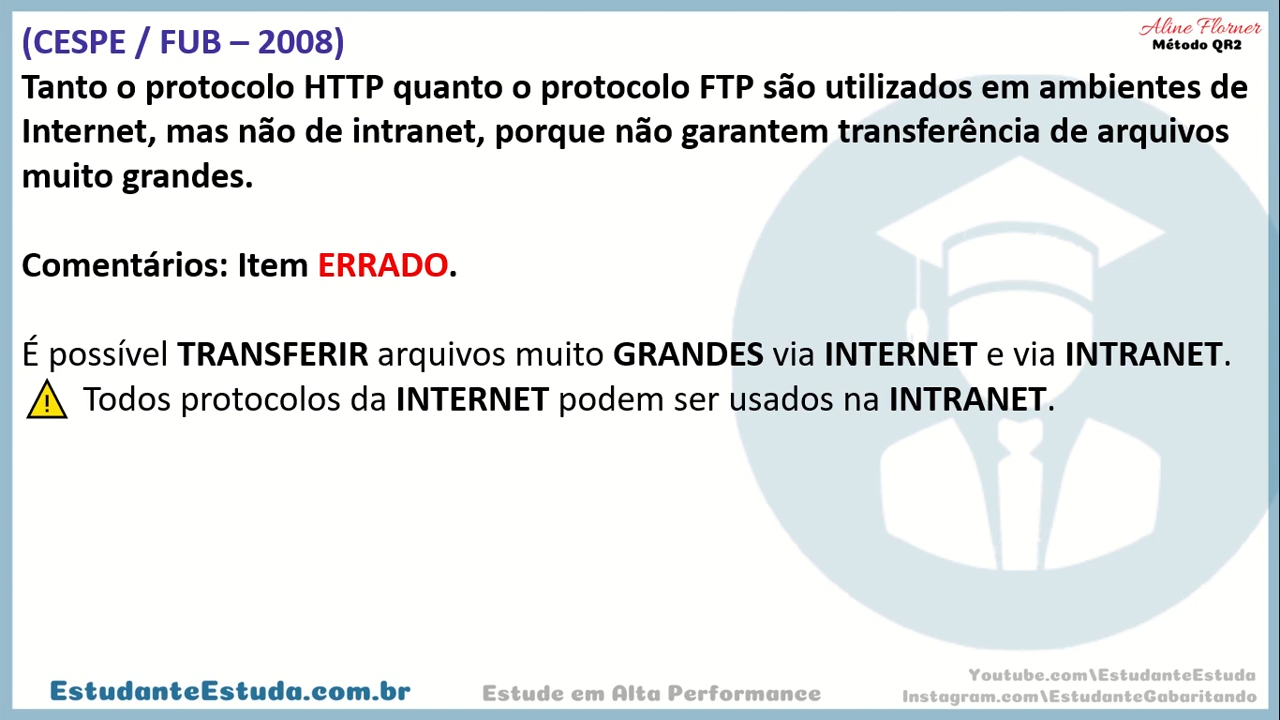 Aline Florner
Método QR2
(CESPE / FUB – 2008)
Tanto o protocolo HTTP quanto o protocolo FTP são utilizados em ambientes de
Internet, mas não de intranet, porque não garantem transferência de arquivos
muito grandes.
Comentários: Item ERRADO.
É possível TRANSFERIR arquivos muito GRANDES via INTERNET e via INTRANET.
Todos protocolos da INTERNET podem ser usados na INTRANET.
EstudanteEstuda.com.br
Estude em Alta Performance
Youtube.com\EstudanteEstuda
Instagram.com\EstudanteGabaritando